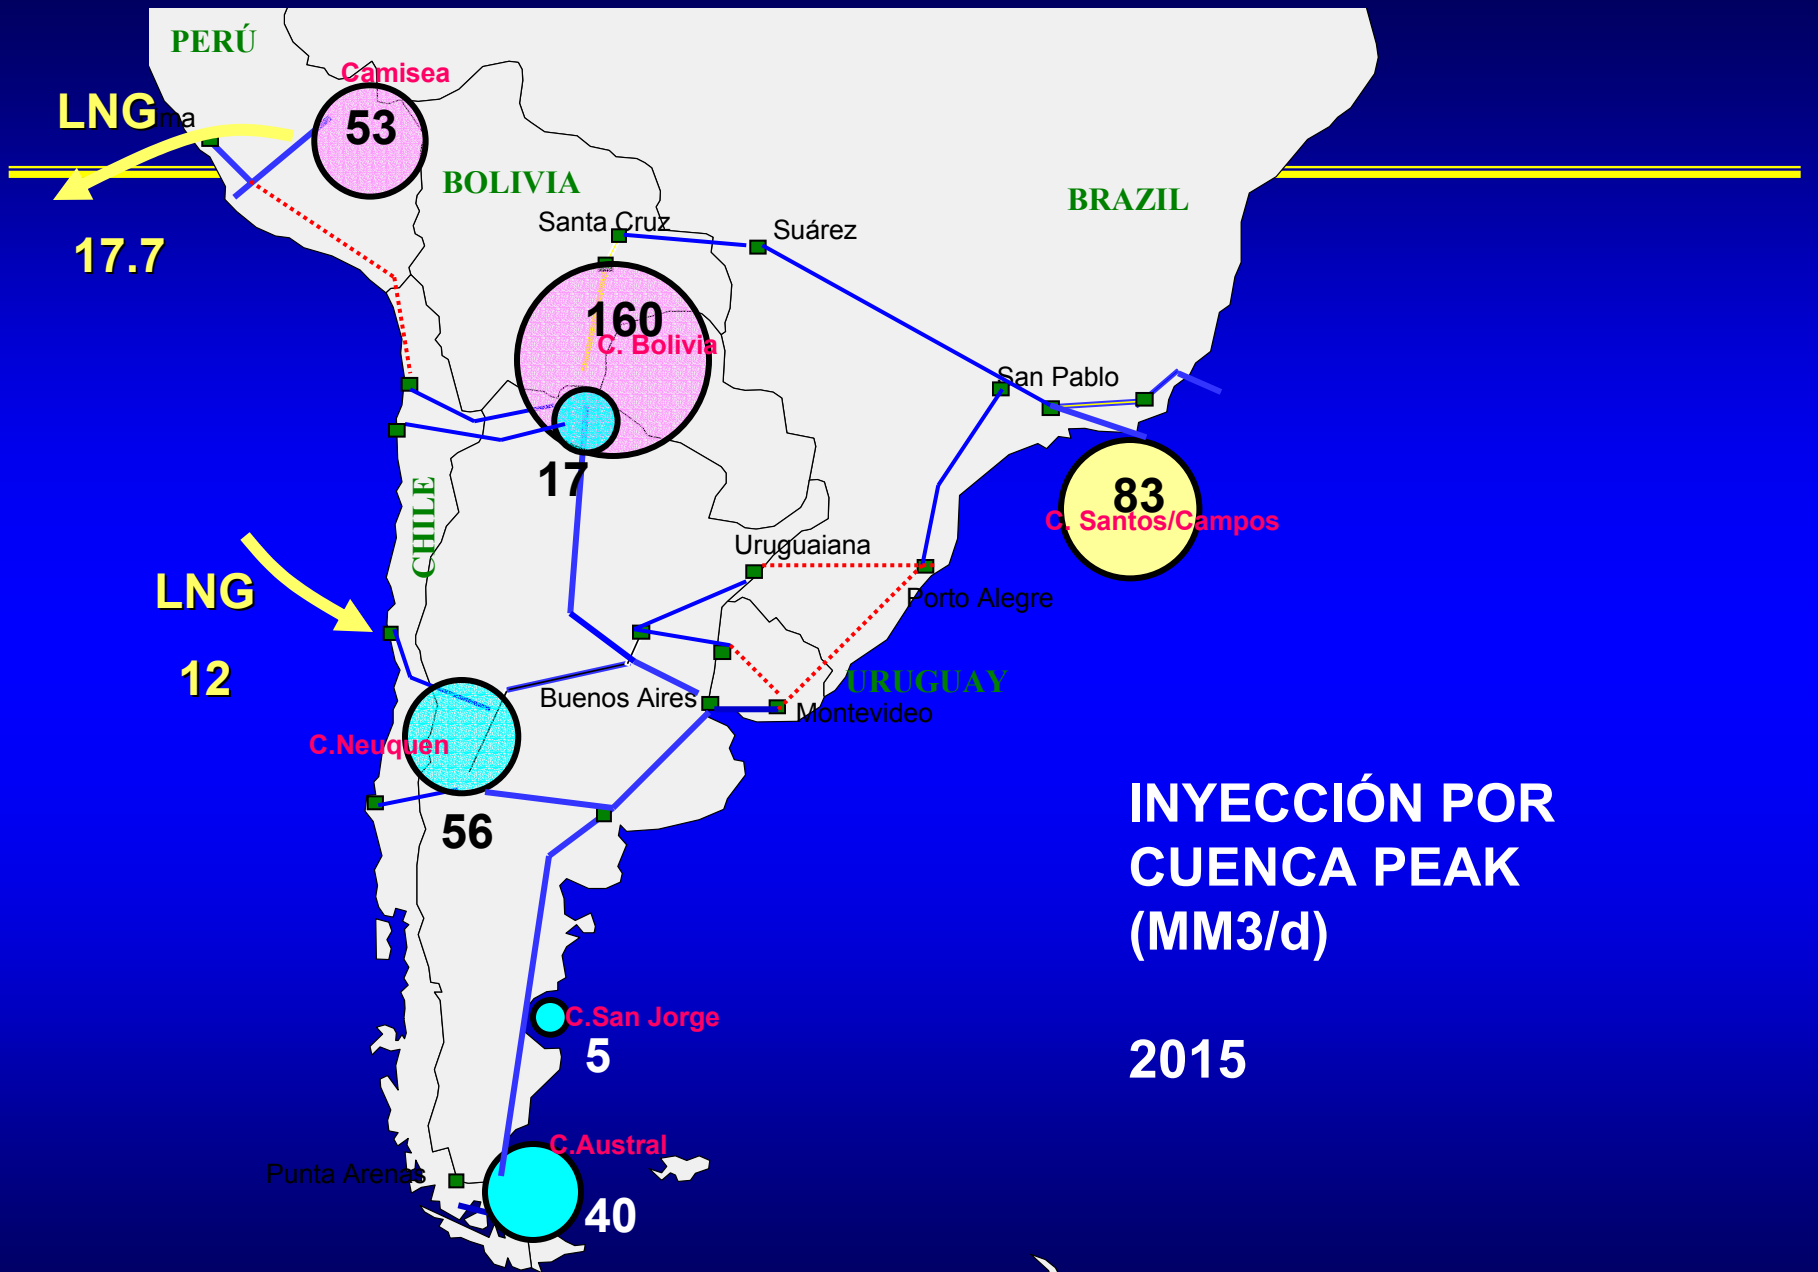 PERÚ
Camisea
LNG
ma
53
BOLIVIA
BRAZIL
Santa Cruz
Suárez
17.7
160
C. Bolivia
San Pablo
17
83
C. Santos/Campos
CHILE
Uruguaiana
LNG
Porto Alegre
12
URUGUAY
Buenos Aires
Montevideo
C.Neuquen
56
INYECCIÓN POR
CUENCA PEAK
(MM3/d)
C.San Jorge
5
2015
C.Austral
Punta Arenas
40